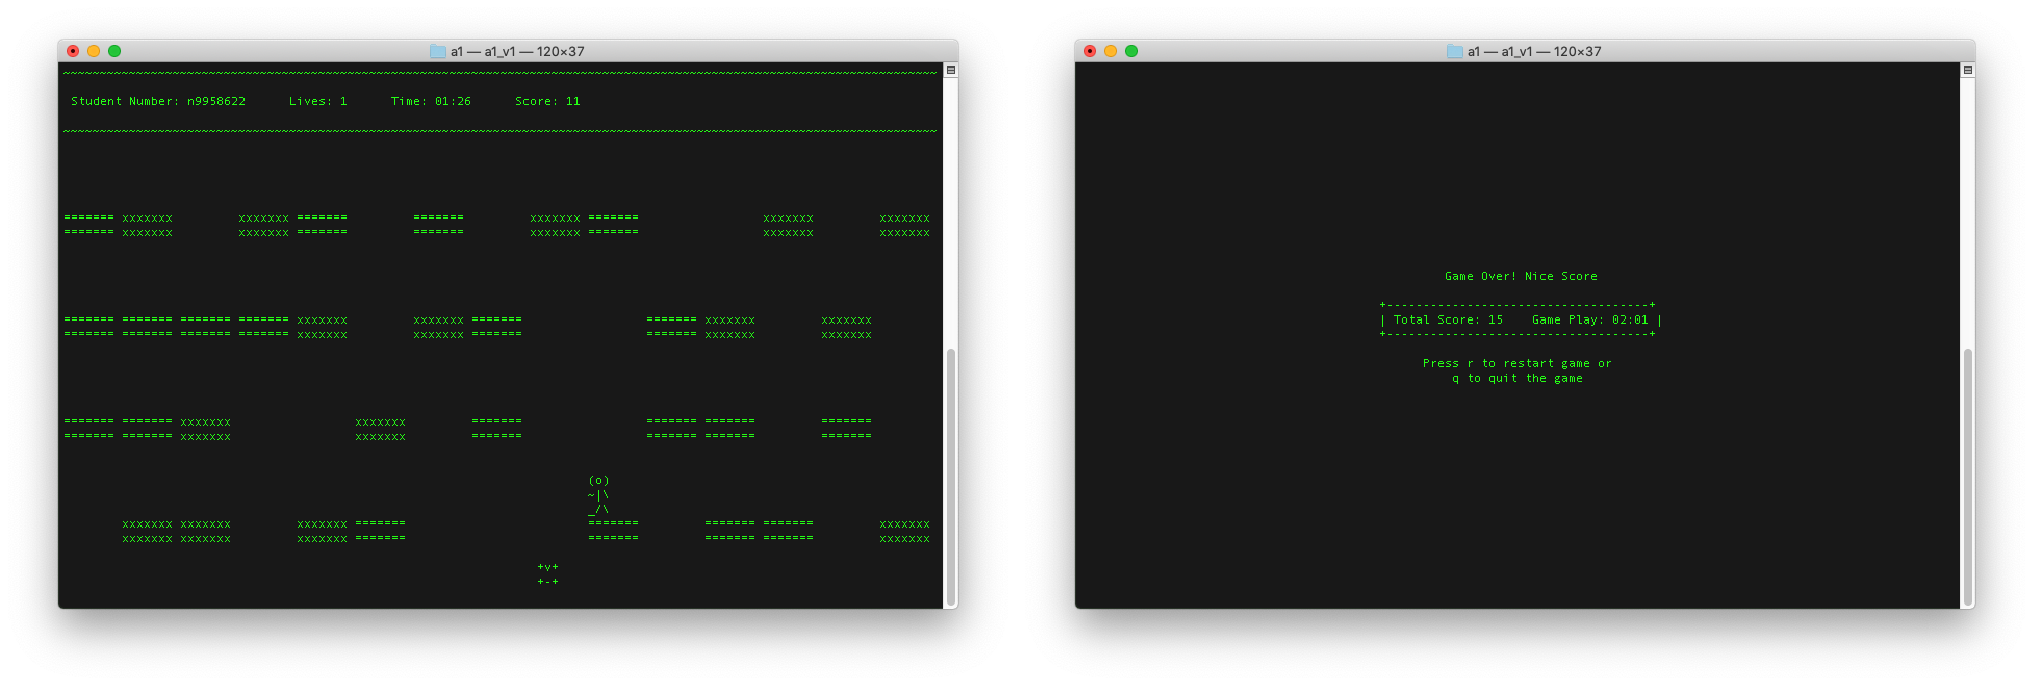 a1 — a1_v1 — 120×37
~~~~~~~~~~~~~~~~~~~~~~~~~~~~~~~~~~~~~~~~~~~~~~~~~~~~~~~~~~~~~~~~~~~~~~~~~~~~~~~~~~~~~~~~~~~~~~~~~~~~~~~~~~~~~~~~~~~~~~~~
Student Number: n9958622      Lives: 1      Time: 01:26      Score: 11
~~~~~~~~~~~~~~~~~~~~~~~~~~~~~~~~~~~~~~~~~~~~~~~~~~~~~~~~~~~~~~~~~~~~~~~~~~~~~~~~~~~~~~~~~~~~~~~~~~~~~~~~~~~~~~~~~~~~~~~~
======= xxxxxxx         xxxxxxx =======         =======         xxxxxxx =======                 xxxxxxx         xxxxxxx
======= xxxxxxx         xxxxxxx =======         =======         xxxxxxx =======                 xxxxxxx         xxxxxxx
======= ======= ======= ======= xxxxxxx         xxxxxxx =======                 ======= xxxxxxx         xxxxxxx
======= ======= ======= ======= xxxxxxx         xxxxxxx =======                 ======= xxxxxxx         xxxxxxx
======= ======= xxxxxxx                 xxxxxxx         =======                 ======= =======         =======
======= ======= xxxxxxx                 xxxxxxx         =======                 ======= =======         =======
(o)
~|\
_/\
xxxxxxx xxxxxxx         xxxxxxx =======                         =======         ======= =======         xxxxxxx
xxxxxxx xxxxxxx         xxxxxxx =======                         =======         ======= =======         xxxxxxx
+v+
+-+
a1 — a1_v1 — 120×37
Game Over! Nice Score
+------------------------------------+
| Total Score: 15    Game Play: 02:01 |
+------------------------------------+
Press r to restart game or
q to quit the game